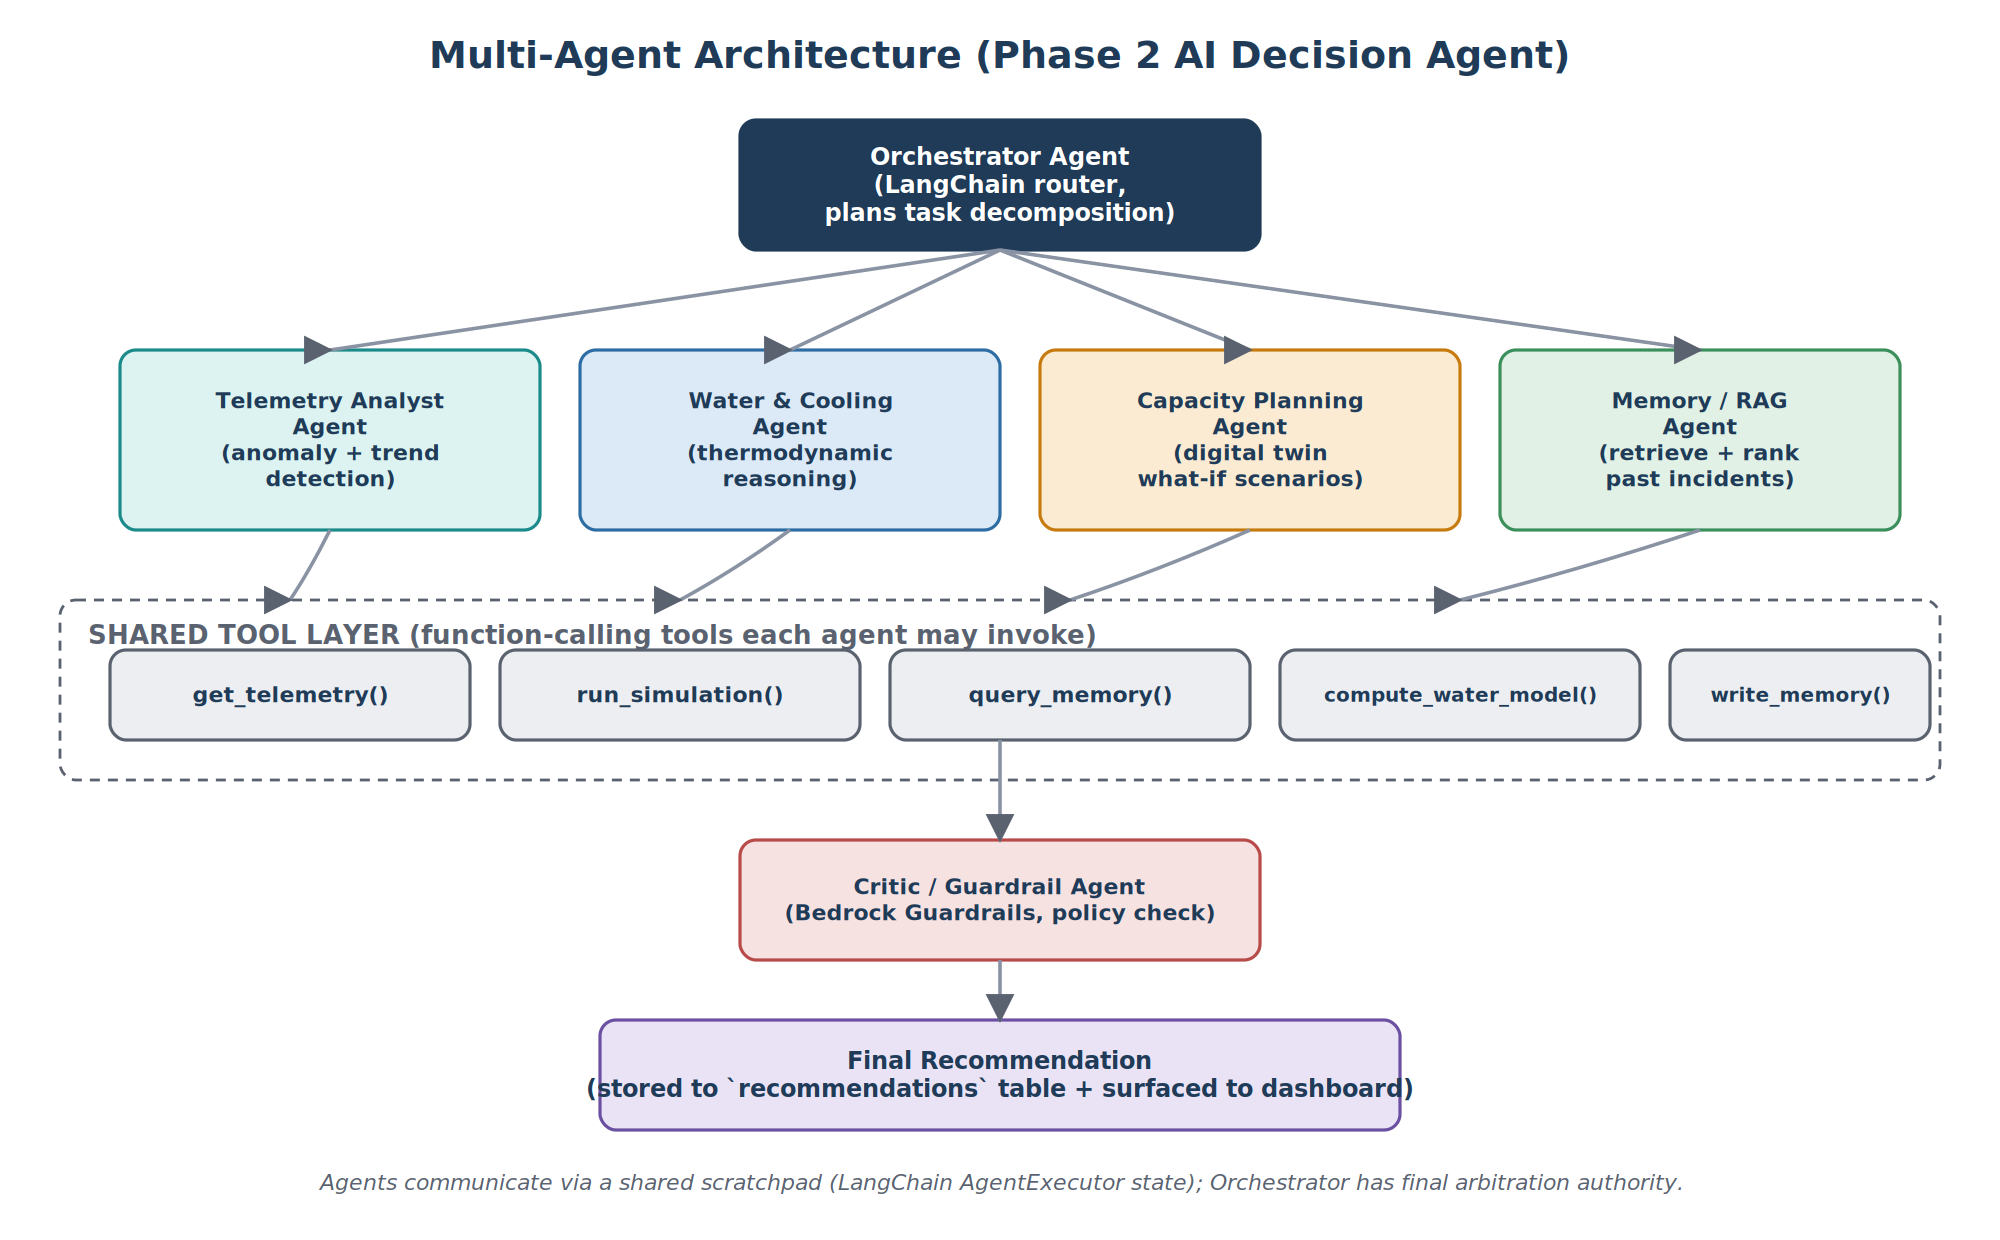 Multi-Agent Architecture (Phase 2 AI Decision Agent)
Orchestrator Agent
(LangChain router,
plans task decomposition)
Telemetry Analyst
Agent
(anomaly + trend
detection)
Water & Cooling
Agent
(thermodynamic
reasoning)
Capacity Planning
Agent
(digital twin
what-if scenarios)
Memory / RAG
Agent
(retrieve + rank
past incidents)
SHARED TOOL LAYER (function-calling tools each agent may invoke)
get_telemetry()
run_simulation()
query_memory()
compute_water_model()
write_memory()
Critic / Guardrail Agent
(Bedrock Guardrails, policy check)
Final Recommendation
(stored to `recommendations` table + surfaced to dashboard)
Agents communicate via a shared scratchpad (LangChain AgentExecutor state); Orchestrator has final arbitration authority.